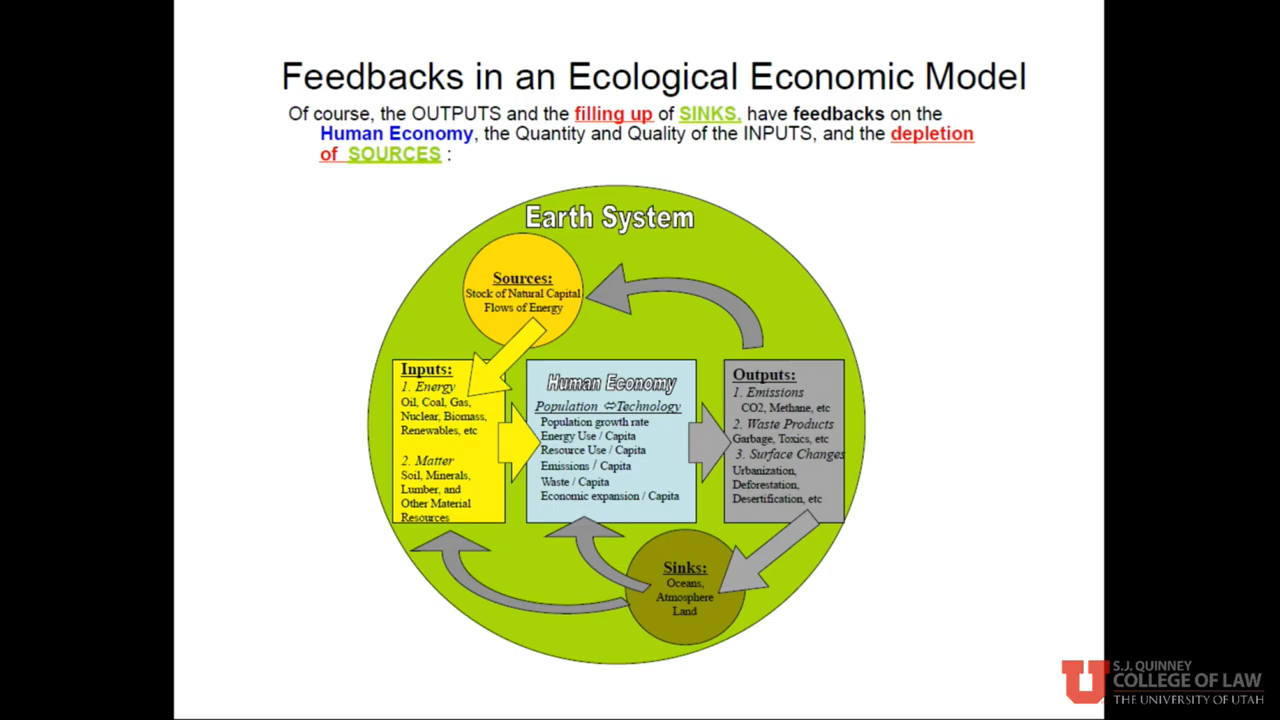 Feedbacks in an Ecological Economic Model
Of course, the OUTPUTS and the filling up of SINKS, have feedbacks on the
Human Economy, the Quantity and Quality of the INPUTS, and the depletion
of SOURCES :
Earth System
Sources:
Stock of Natural Capital
Flows of Energy
Inputs:
1. Energy
Oil, Coal, Gas,
Nuclear, Biomass,
Renewables, etc
2. Matter
Soil, Minerals,
Lumber, and
Other Material
Resources
Human Economy
Population ⇔Technology
Population growth rate
Energy Use / Capita
Resource Use / Capita
Emissions / Capita
Waste / Capita
Economic expansion / Capita
Outputs:
1. Emissions
CO2, Methane, etc
2. Waste Products
Garbage, Toxics, etc
3. Surface Changes
Urbanization,
Deforestation,
Desertification, etc
Sinks:
Oceans,
Atmosphere
Land
U
S.J. QUINNEY
COLLEGE OF LAW
THE UNIVERSITY OF UTAH